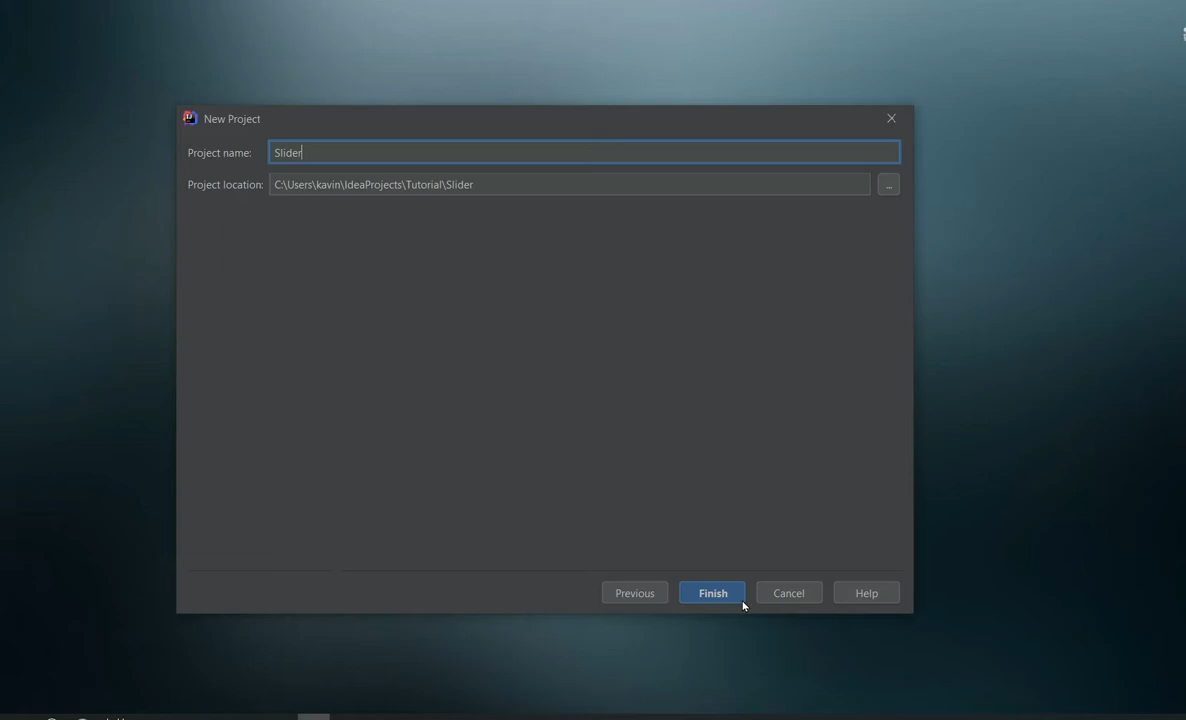 New Project
Project name: Slider
Project location: C:\Users\kavin\IdeaProjects\Tutorial\Slider ...
Previous Finish Cancel Help